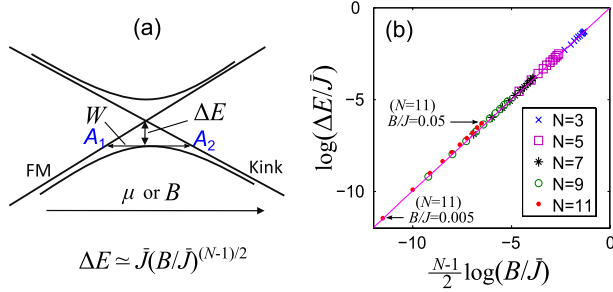 (a)
W
ΔE
A₁
A₂
FM
Kink
μ or B
ΔE ≃ J̄(B/J̄)^(N-1)/2
(b)
log(ΔE/J̄)
0
−5
−10
(N=11)
B/J=0.05
(N=11)
B/J=0.005
N=3
N=5
N=7
N=9
N=11
−10
−5
0
N-1/2 log(B/J̄)